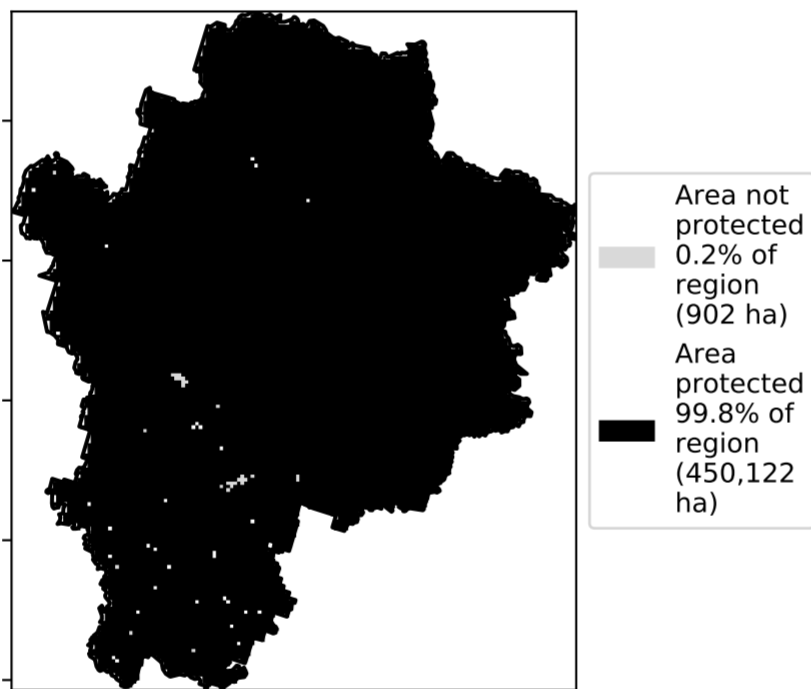 Area not
protected
0.2% of
region
(902 ha)
Area
protected
99.8% of
region
(450,122
ha)